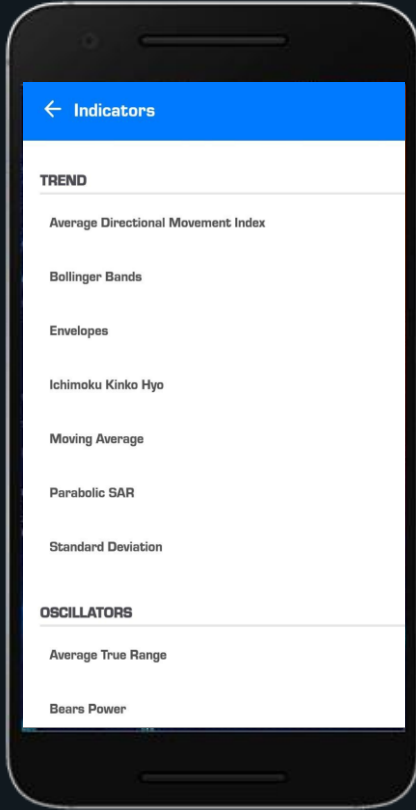 Indicators
TREND
Average Directional Movement Index
Bollinger Bands
Envelopes
Ichimoku Kinko Hyo
Moving Average
Parabolic SAR
Standard Deviation
OSCILLATORS
Average True Range
Bears Power